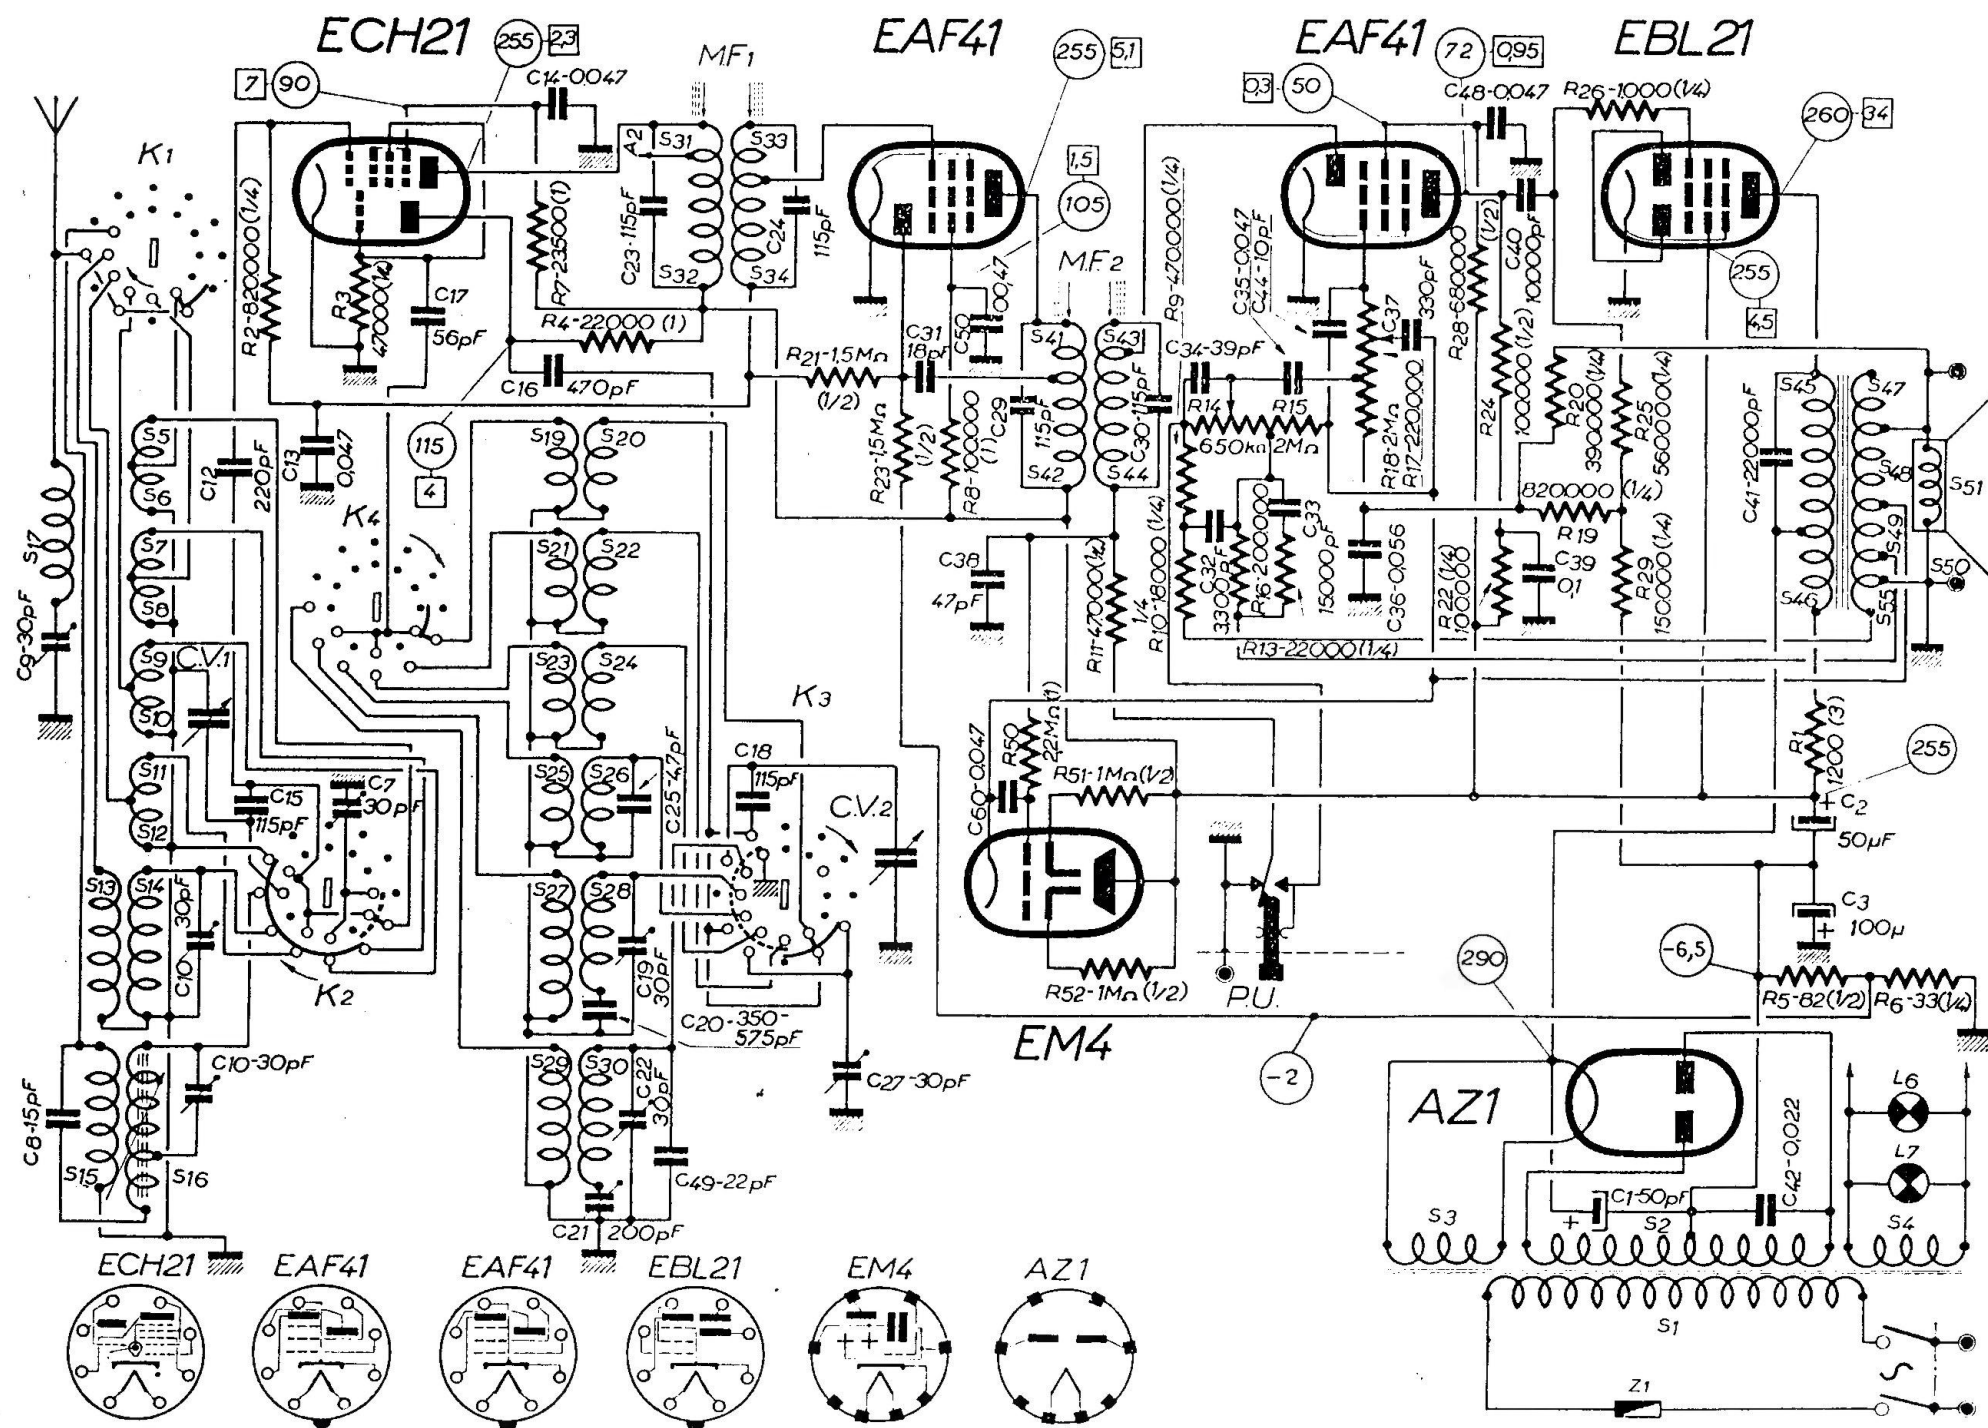 ECH21
EAF41
EAF41
EBL21
255 2,3
7 90
C14-0,047
M.F.1
255 5,1
72 0,95
0,3 50
C48-0,047
R26-1000(1/4)
260 34
K1
A2
S31
S33
C23-115pF
C24
115pF
S32
S34
R2-820000(1/4)
R3
47000(1/4)
C17
56pF
R7-23500(1)
R4-22000(1)
C16
470pF
1,5
105
C50
0,047
M.F.2
R9-470000(1/4)
C35-0,047
C44-10pF
C37
330pF
R28-680000
(1/2)
C40
10000pF
255
4,5
R21-1,5MΩ
(1/2)
C31
18pF
S41
S43
C34-39pF
R14
R15
650kΩ
2MΩ
R18-2MΩ
R17-220000
R24
100000(1/2)
R20
390000(1/4)
R25
560000(1/4)
C41-2200pF
S45
S47
S48
S51
S49
S50
S46
S55
S5
S6
C12
220pF
C13
0,047
115
4
S19
S20
R23-1,5MΩ
(1/2)
R8-100000
(1)
C29
115pF
C30-115pF
S42
S44
K4
S17
S7
S8
S21
S22
C38
47pF
R11-47000
1/4
R10-18000(1/4)
C32
3300pF
R16-200000
C33
15000pF
C36-0,056
R22(1/4)
100000
820000(1/4)
R19
C39
0,1
R29
150000(1/4)
C9-30pF
S9
S10
C.V.1
S23
S24
K3
R13-22000(1/4)
S11
S12
C15
115pF
C7
30pF
S25
S26
C25-4,7pF
C18
115pF
C.V.2
C60-0,047
R50
2,2MΩ(1)
R51-1MΩ(1/2)
R1
1200(3)
255
C2
50µF
S13
S14
30pF
C10
K2
S27
S28
C19
30pF
C20-350-
575pF
R52-1MΩ(1/2)
P.U.
EM4
C3
100µ
290
-6,5
R5-82(1/2)
R6-33(1/4)
-2
C8-15pF
S15
S16
C10-30pF
S29
S30
C22
30pF
C27-30pF
C49-22pF
C21
200pF
AZ1
L6
L7
C42-0,022
C1-50pF
S3
S2
S4
S1
Z1
ECH21
EAF41
EAF41
EBL21
EM4
AZ1